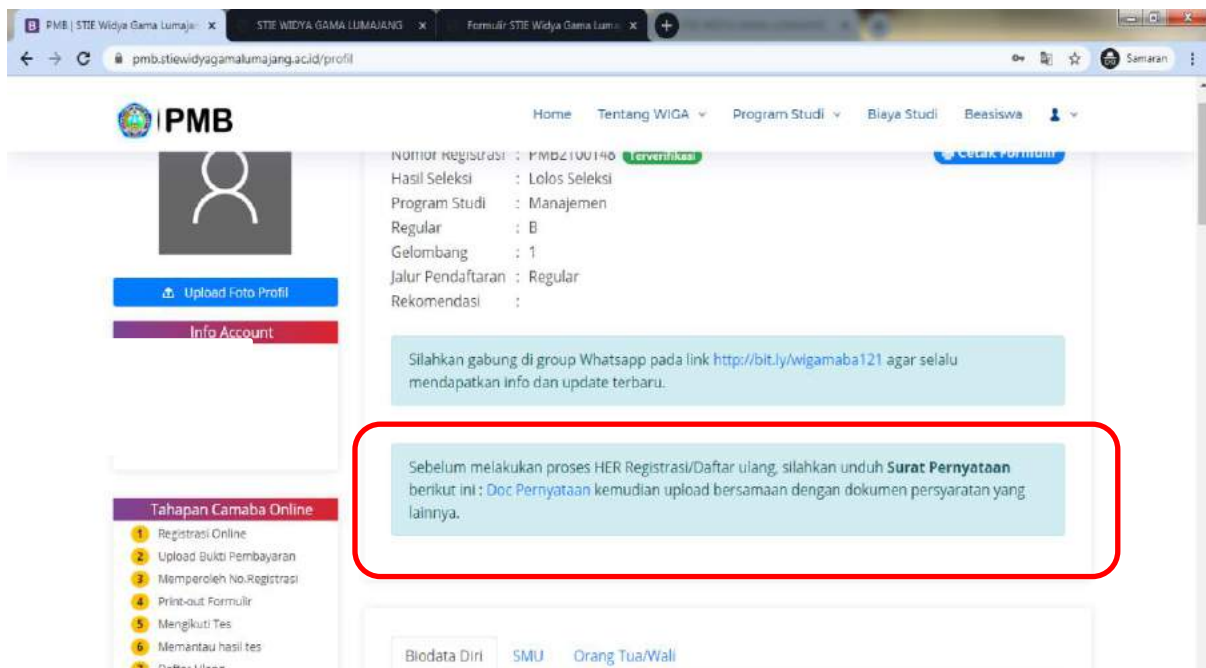 PMB | STIE Widya Gama Lumaja
STIE WIDYA GAMA LUMAJANG
Formulir STIE Widya Gama Lum
pmb.stiewidyagamalumajang.ac.id/profil
Samaran
PMB
Home
Tentang WIGA
Program Studi
Biaya Studi
Beasiswa
Nomor Registrasi : PMB2100148 Terverifikasi
Cetak Formulir
Hasil Seleksi : Lolos Seleksi
Program Studi : Manajemen
Regular : B
Gelombang : 1
Jalur Pendaftaran : Regular
Rekomendasi :
Upload Foto Profil
Info Account
Silahkan gabung di group Whatsapp pada link http://bit.ly/wigamaba121 agar selalu
mendapatkan info dan update terbaru.
Sebelum melakukan proses HER Registrasi/Daftar ulang, silahkan unduh Surat Pernyataan
berikut ini : Doc Pernyataan kemudian upload bersamaan dengan dokumen persyaratan yang
lainnya.
Tahapan Camaba Online
1 Registrasi Online
2 Upload Bukti Pembayaran
3 Memperoleh No.Registrasi
4 Print-out Formulir
5 Mengikuti Tes
6 Memantau hasil tes
7 Daftar Ulang
Biodata Diri
SMU
Orang Tua/Wali